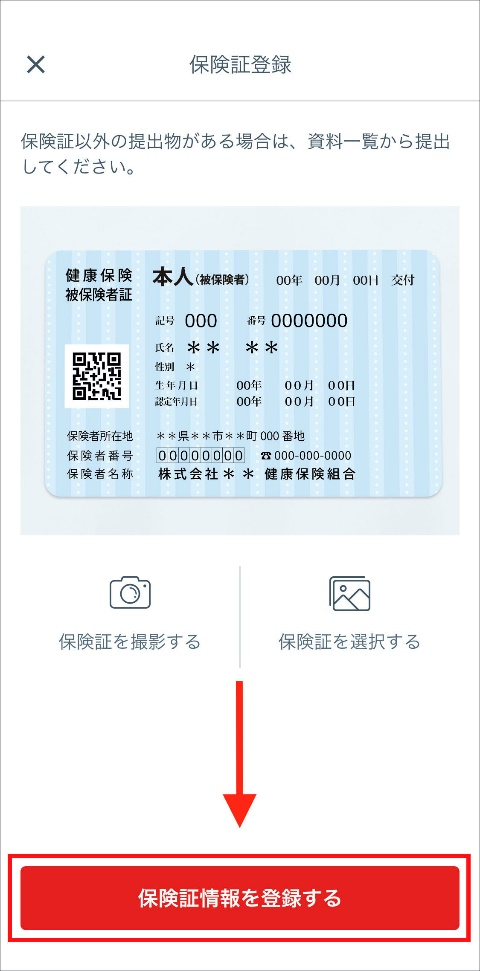 保険証登録
保険証以外の提出物がある場合は、資料一覧から提出
してください。
健康保険 本人(被保険者) 00年 00月 00日 交付
被保険者証
記号 000 番号 0000000
氏名 ＊＊ ＊＊
性別 ＊
生年月日 00年 00月 00日
認定年月日 00年 00月 00日
保険者所在地 ＊＊県＊＊市＊＊町 000 番地
保険者番号 00000000 ☎ 000-000-0000
保険者名称 株式会社＊＊ 健康保険組合
保険証を撮影する 保険証を選択する
保険証情報を登録する